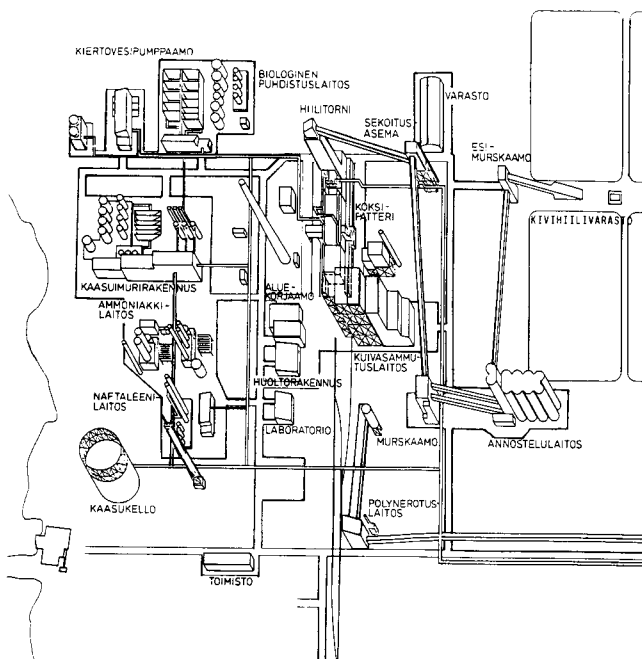 KIERTOVESIPUMPPAAMO
BIOLOGINEN
PUHDISTUSLAITOS
HIILITORNI
SEKOITUS
ASEMA
VARASTO
ESI-
MURSKAAMO
KOKSI-
PATTERI
KIVIHIILIVARASTO
KAASUIMURIRAKENNUS
ALUE-
KORJAAMO
AMMONIAKKI-
LAITOS
KUIVASAMMU-
TUSLAITOS
HUOLTORAKENNUS
NAFTALEENI-
LAITOS
LABORATORIO
MURSKAAMO
ANNOSTELULAITOS
KAASUKELLO
POLYNEROTUS-
LAITOS
TOIMISTO